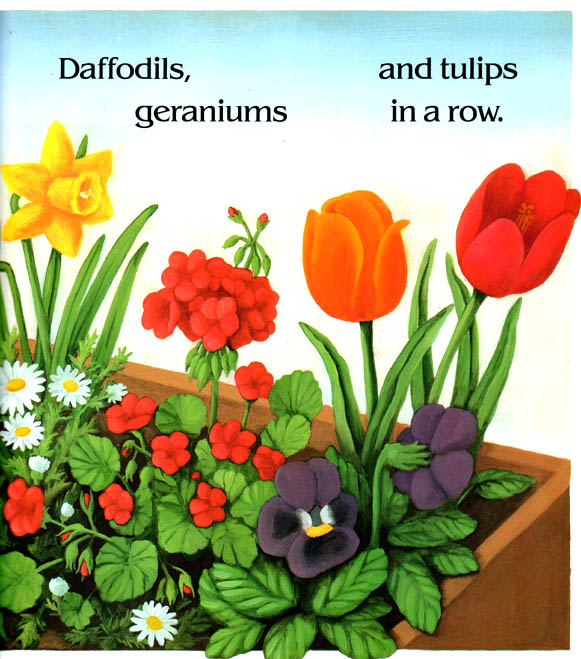 Daffodils,
geraniums
and tulips
in a row.